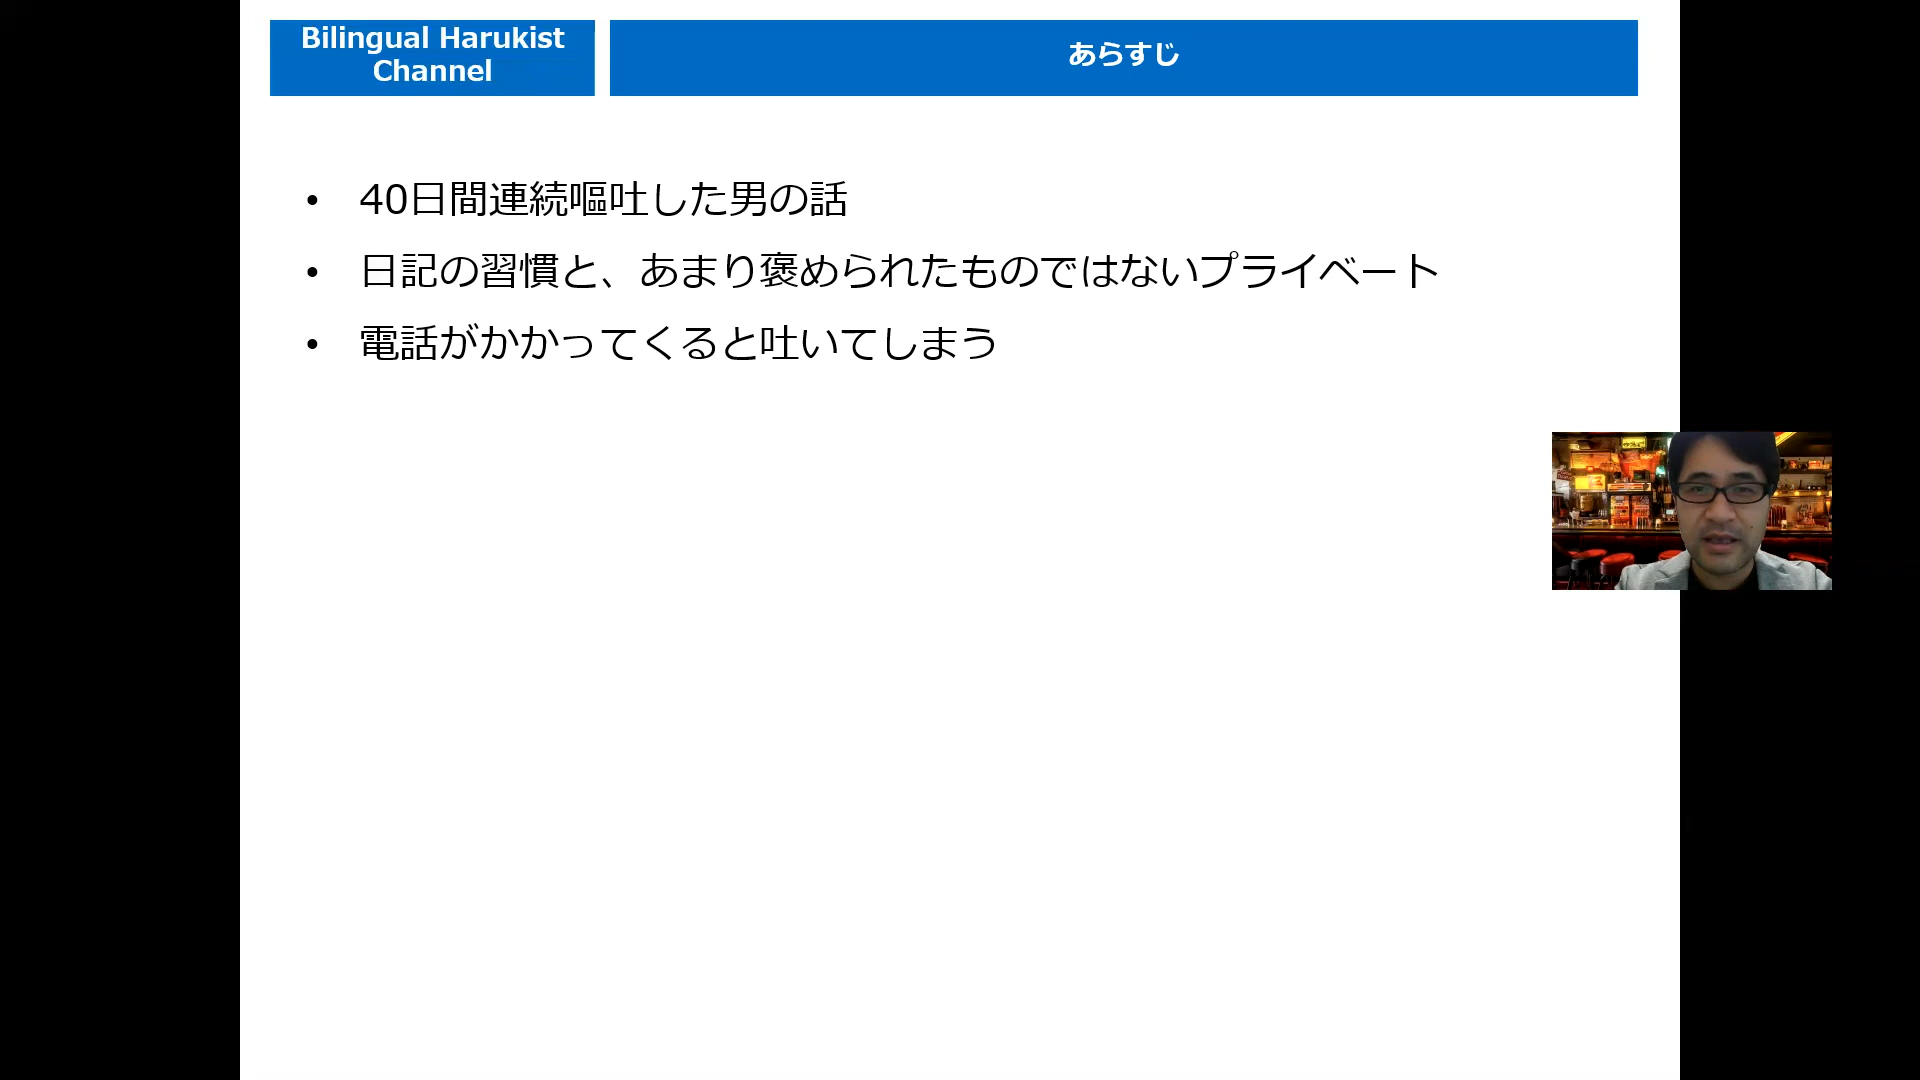 Bilingual Harukist
Channel
あらすじ
• 40日間連続嘔吐した男の話
• 日記の習慣と、あまり褒められたものではないプライベート
• 電話がかかってくると吐いてしまう